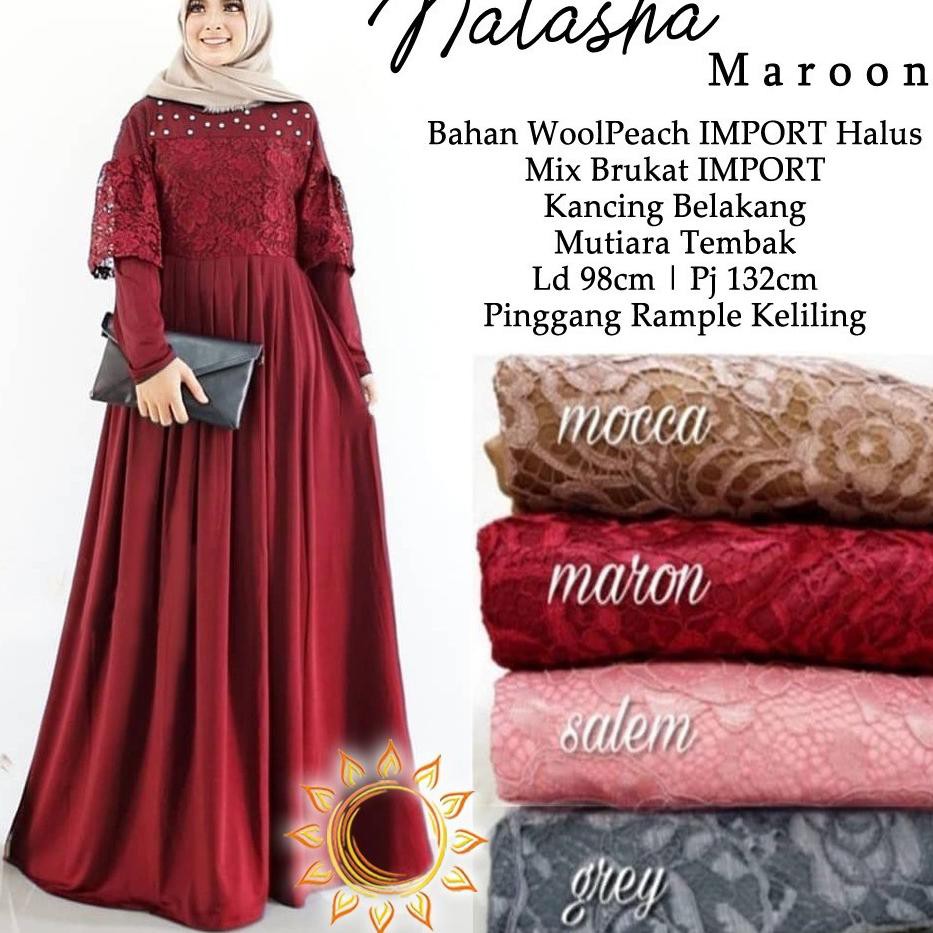 Natasha
Maroon
Bahan WoolPeach IMPORT Halus
Mix Brukat IMPORT
Kancing Belakang
Mutiara Tembak
Ld 98cm | Pj 132cm
Pinggang Rample Keliling
mocca
maron
salem
grey